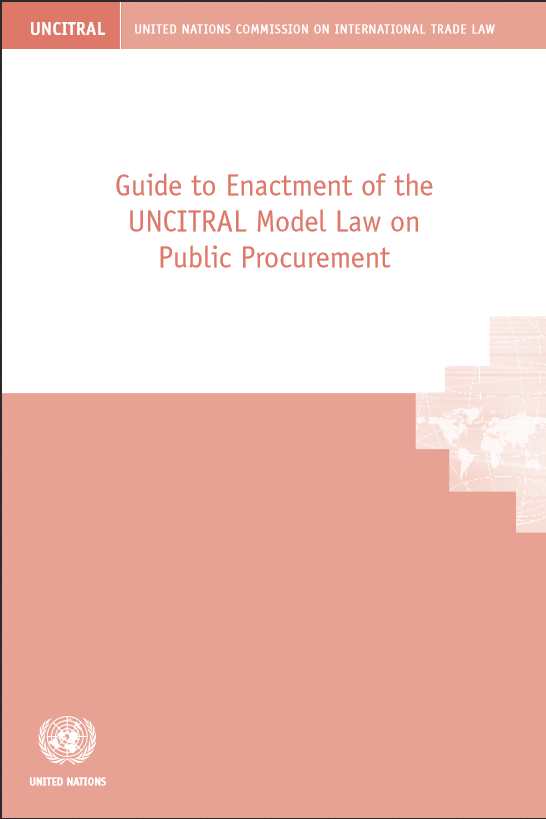 UNCITRAL
UNITED NATIONS COMMISSION ON INTERNATIONAL TRADE LAW
Guide to Enactment of the
UNCITRAL Model Law on
Public Procurement
UNITED NATIONS